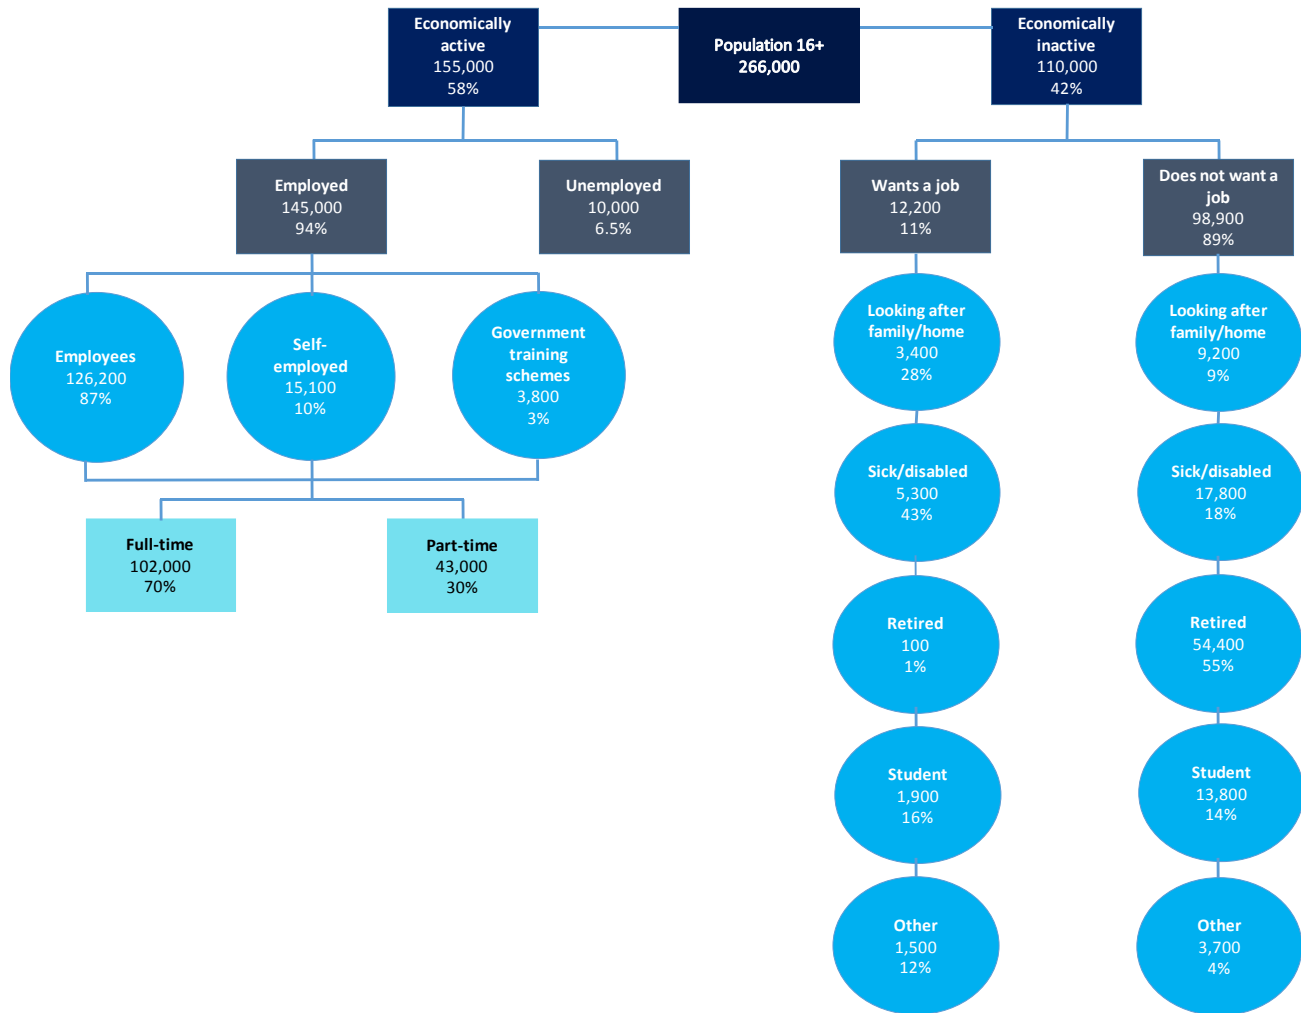 Economically
active
155,000
58%
Population 16+
266,000
Economically
inactive
110,000
42%
Employed
145,000
94%
Unemployed
10,000
6.5%
Wants a job
12,200
11%
Does not want a
job
98,900
89%
Employees
126,200
87%
Self-
employed
15,100
10%
Government
training
schemes
3,800
3%
Full-time
102,000
70%
Part-time
43,000
30%
Looking after
family/home
3,400
28%
Sick/disabled
5,300
43%
Retired
100
1%
Student
1,900
16%
Other
1,500
12%
Looking after
family/home
9,200
9%
Sick/disabled
17,800
18%
Retired
54,400
55%
Student
13,800
14%
Other
3,700
4%